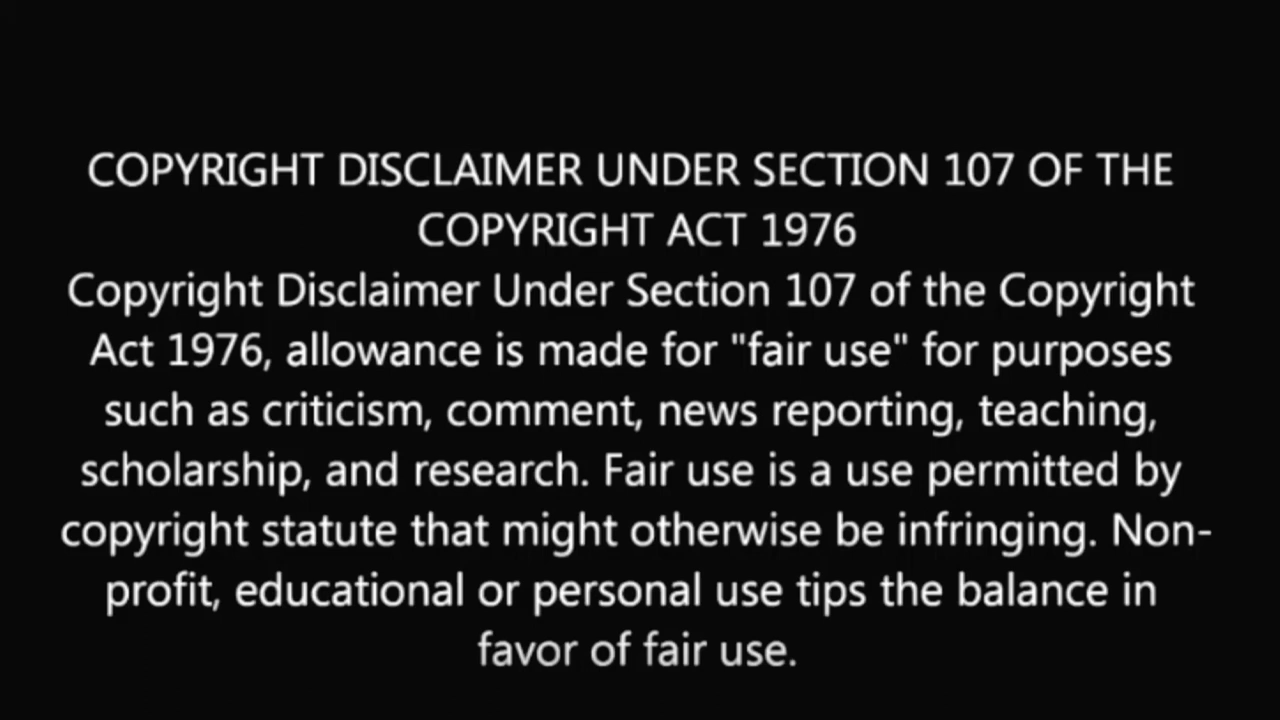 COPYRIGHT DISCLAIMER UNDER SECTION 107 OF THE
COPYRIGHT ACT 1976
Copyright Disclaimer Under Section 107 of the Copyright
Act 1976, allowance is made for "fair use" for purposes
such as criticism, comment, news reporting, teaching,
scholarship, and research. Fair use is a use permitted by
copyright statute that might otherwise be infringing. Non-
profit, educational or personal use tips the balance in
favor of fair use.